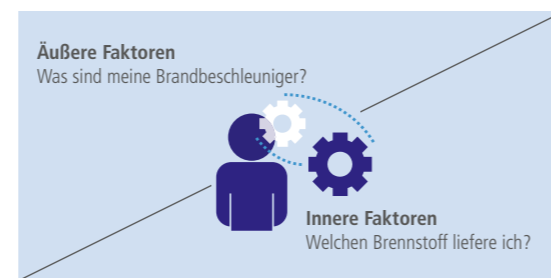 Äußere Faktoren
Was sind meine Brandbeschleuniger?
Innere Faktoren
Welchen Brennstoff liefere ich?